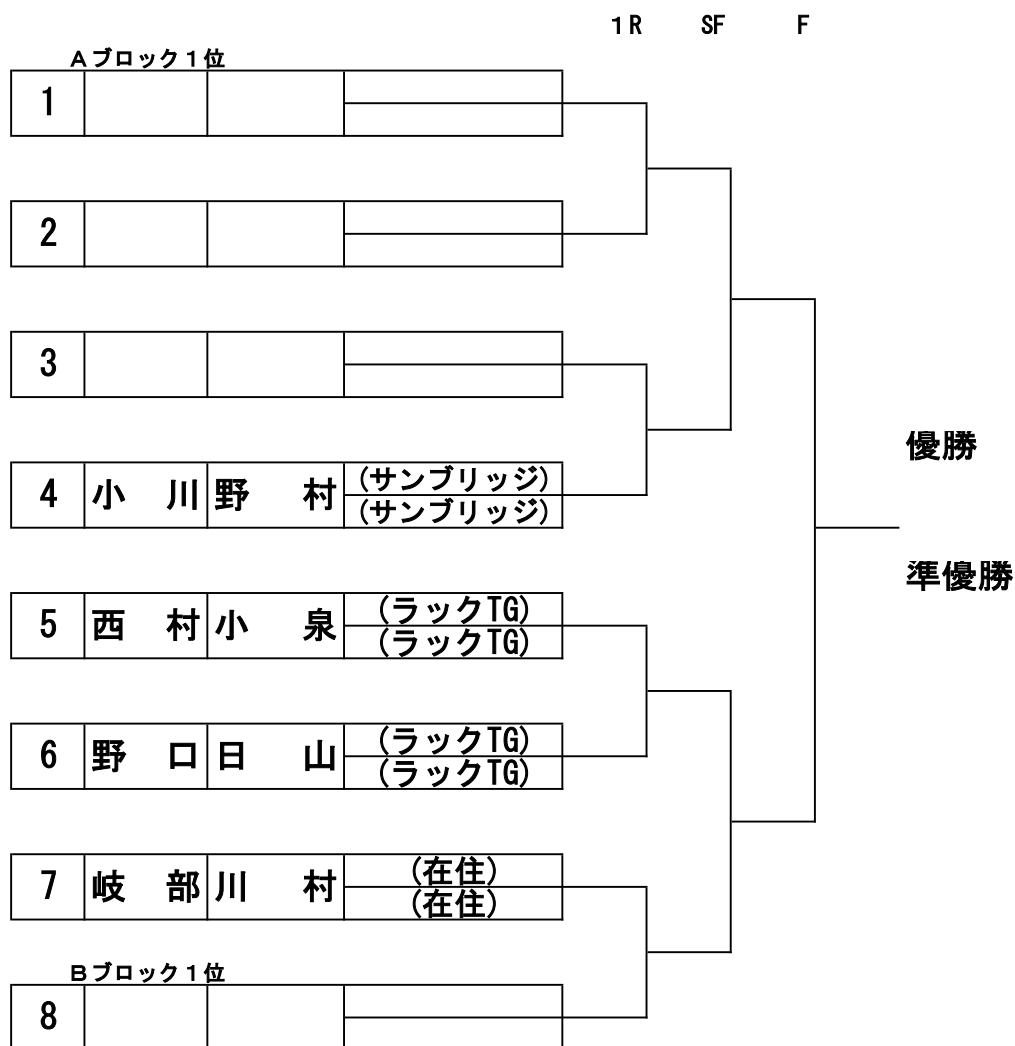 １R　SF　F
Ａブロック１位
1
2
3
4 小　川 野　村 (サンブリッジ)
(サンブリッジ)
優勝
準優勝
5 西　村 小　泉 (ラックTG)
(ラックTG)
6 野　口 日　山 (ラックTG)
(ラックTG)
7 岐　部 川　村 (在住)
(在住)
Ｂブロック１位
8